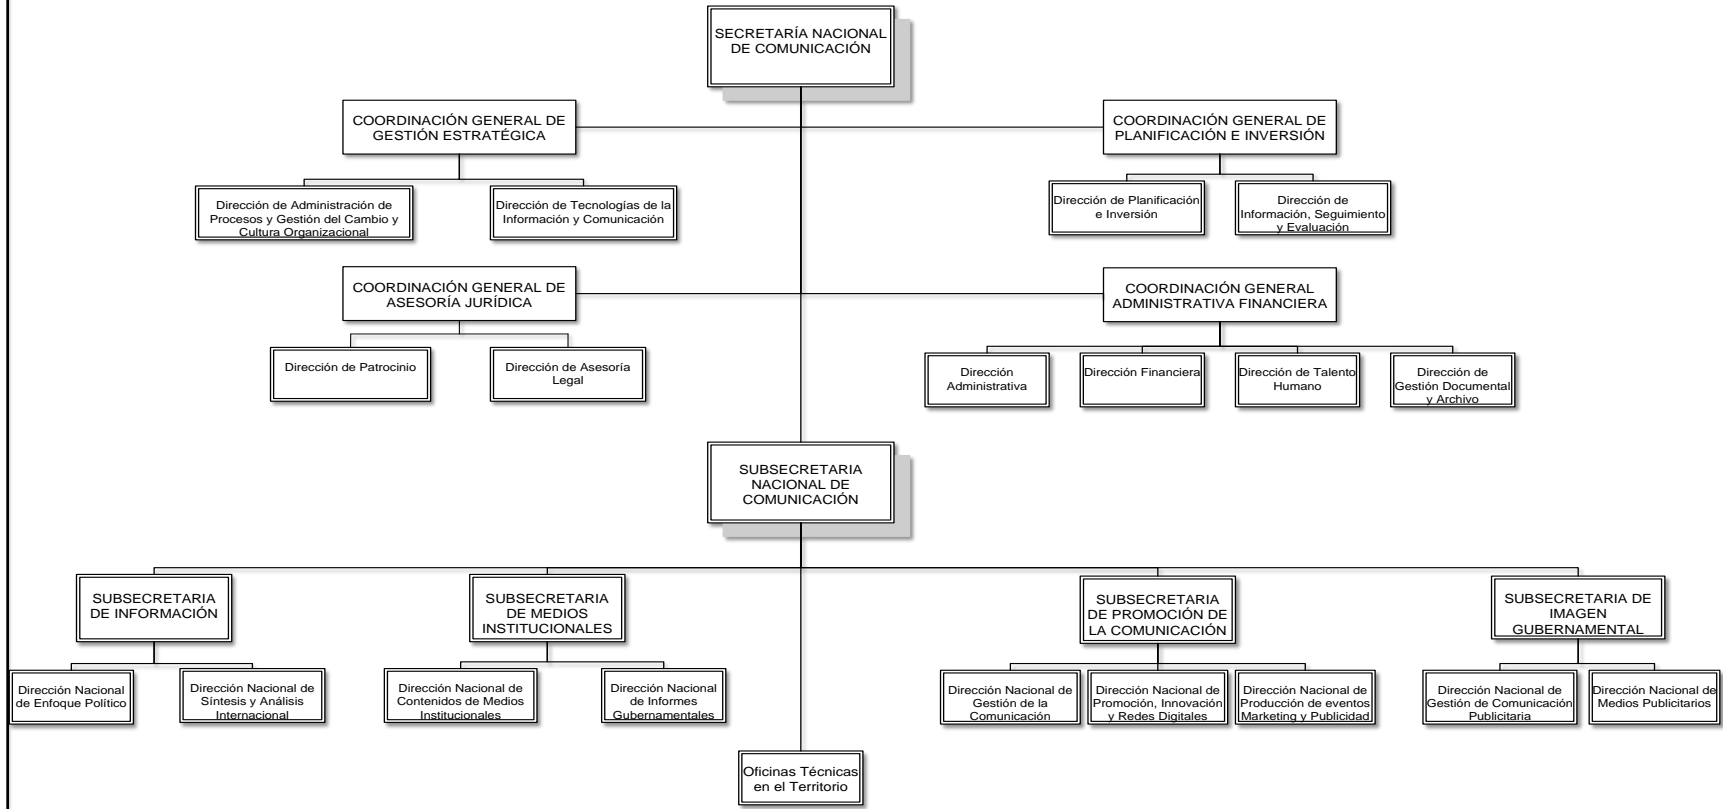 SECRETARÍA NACIONAL
DE COMUNICACIÓN
COORDINACIÓN GENERAL DE
GESTIÓN ESTRATÉGICA
COORDINACIÓN GENERAL DE
PLANIFICACIÓN E INVERSIÓN
Dirección de Administración de
Procesos y Gestión del Cambio y
Cultura Organizacional
Dirección de Tecnologías de la
Información y Comunicación
Dirección de Planificación
e Inversión
Dirección de
Información, Seguimiento
y Evaluación
COORDINACIÓN GENERAL DE
ASESORÍA JURÍDICA
COORDINACIÓN GENERAL
ADMINISTRATIVA FINANCIERA
Dirección de Patrocinio
Dirección de Asesoría
Legal
Dirección
Administrativa
Dirección Financiera
Dirección de Talento
Humano
Dirección de
Gestión Documental
y Archivo
SUBSECRETARIA
NACIONAL DE
COMUNICACIÓN
SUBSECRETARIA
DE INFORMACIÓN
SUBSECRETARIA
DE MEDIOS
INSTITUCIONALES
SUBSECRETARIA
DE PROMOCIÓN DE
LA COMUNICACIÓN
SUBSECRETARIA DE
IMAGEN
GUBERNAMENTAL
Dirección Nacional
de Enfoque Político
Dirección Nacional de
Síntesis y Análisis
Internacional
Dirección Nacional de
Contenidos de Medios
Institucionales
Dirección Nacional
de Informes
Gubernamentales
Dirección Nacional de
Gestión de la
Comunicación
Dirección Nacional de
Promoción, Innovación
y Redes Digitales
Dirección Nacional de
Producción de eventos
Marketing y Publicidad
Dirección Nacional de
Gestión de Comunicación
Publicitaria
Dirección Nacional de
Medios Publicitarios
Oficinas Técnicas
en el Territorio